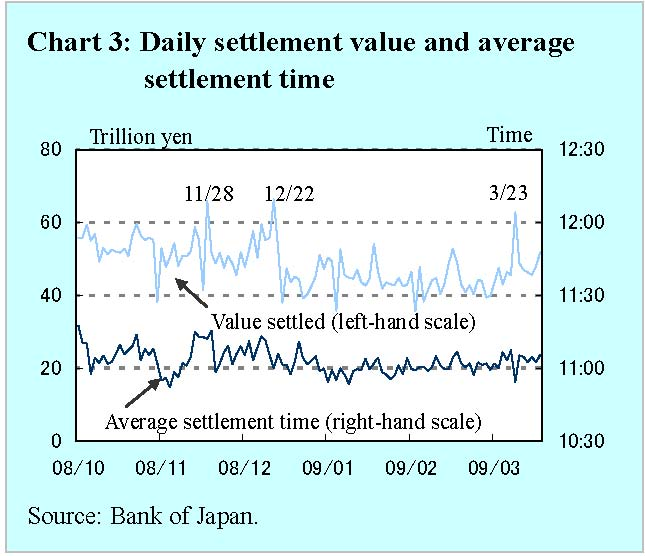 Chart 3: Daily settlement value and average
settlement time
Trillion yen Time
80 12:30
11/28 12/22 3/23
60 12:00
40 11:30
Value settled (left-hand scale)
20 11:00
Average settlement time (right-hand scale)
0 10:30
08/10 08/11 08/12 09/01 09/02 09/03
Source: Bank of Japan.